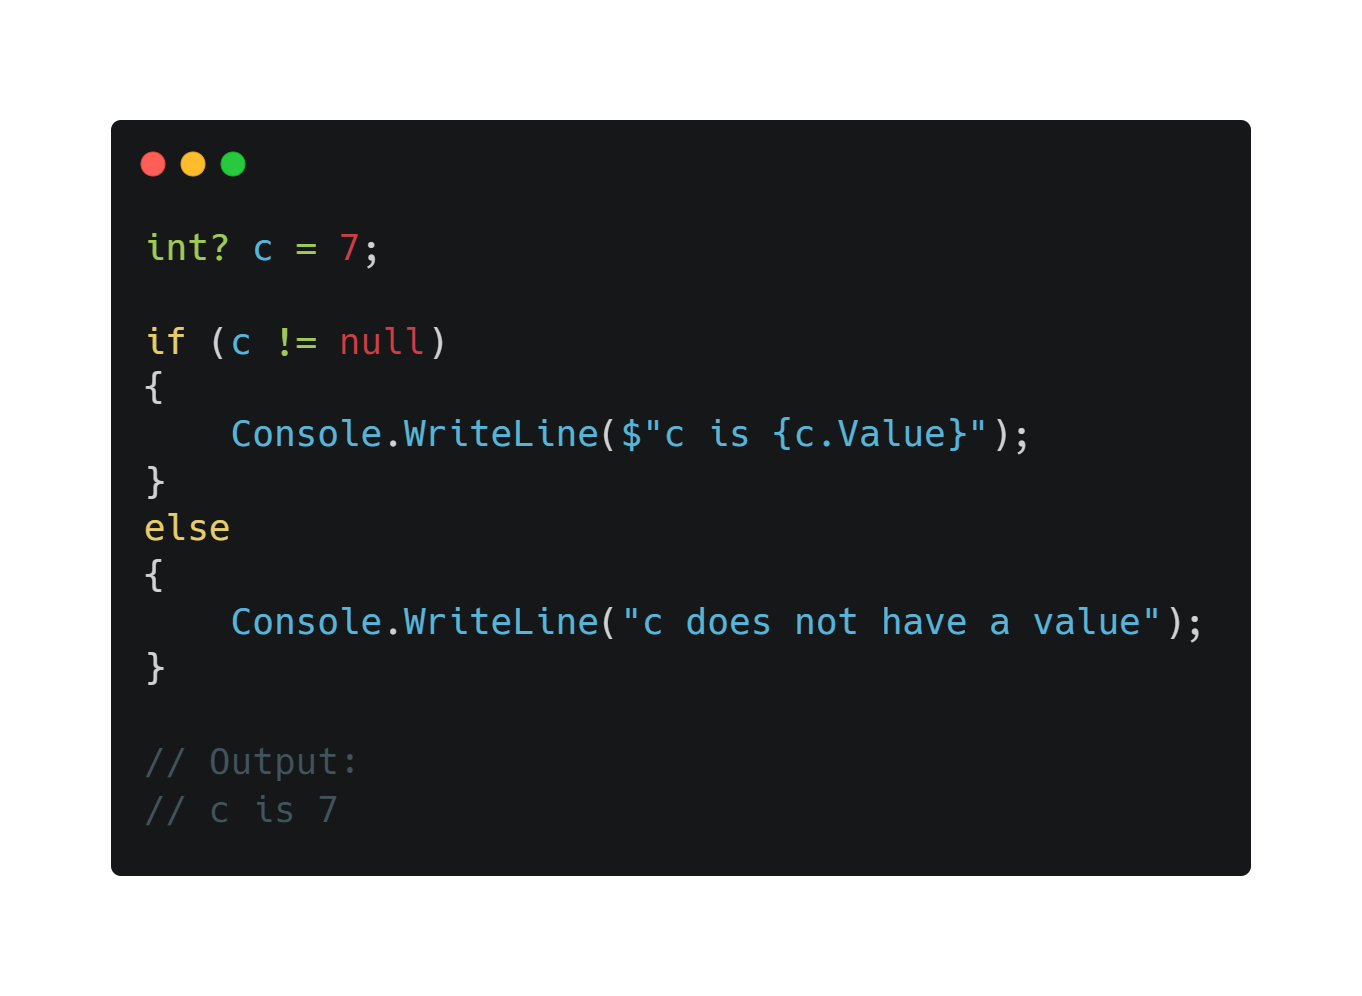 int? c = 7;
if (c != null)
{
    Console.WriteLine($"c is {c.Value}");
}
else
{
    Console.WriteLine("c does not have a value");
}
// Output:
// c is 7